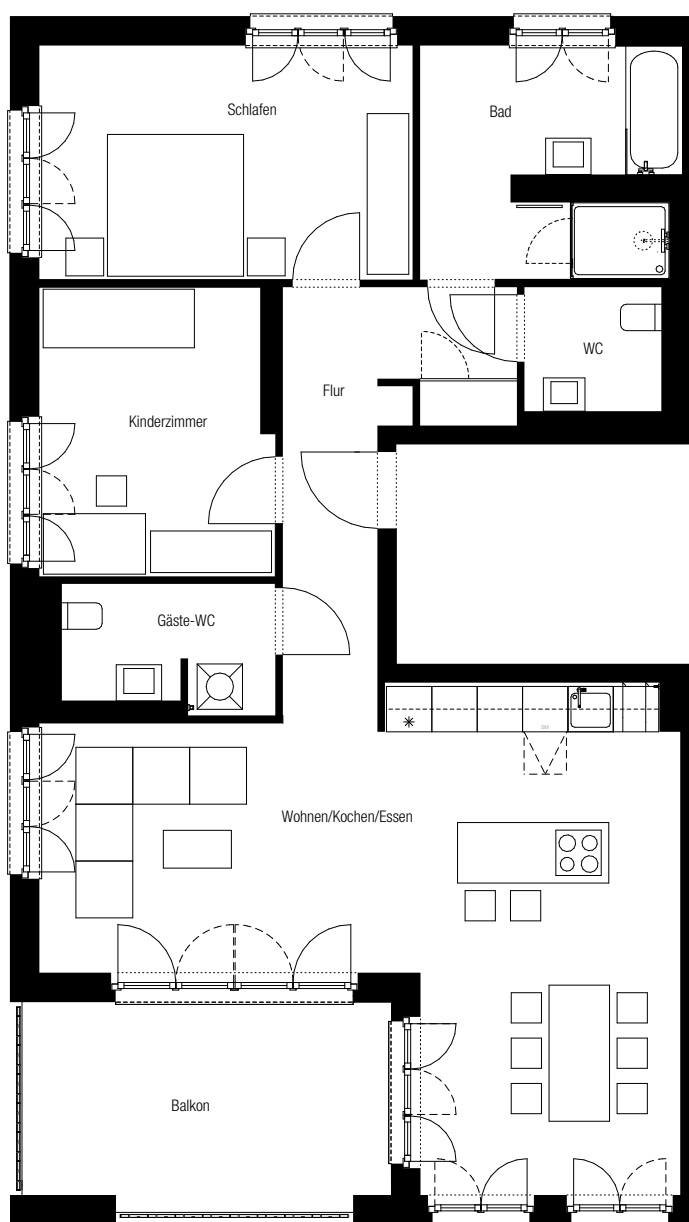 Schlafen
Bad
WC
Flur
Kinderzimmer
Gäste-WC
Wohnen/Kochen/Essen
Balkon